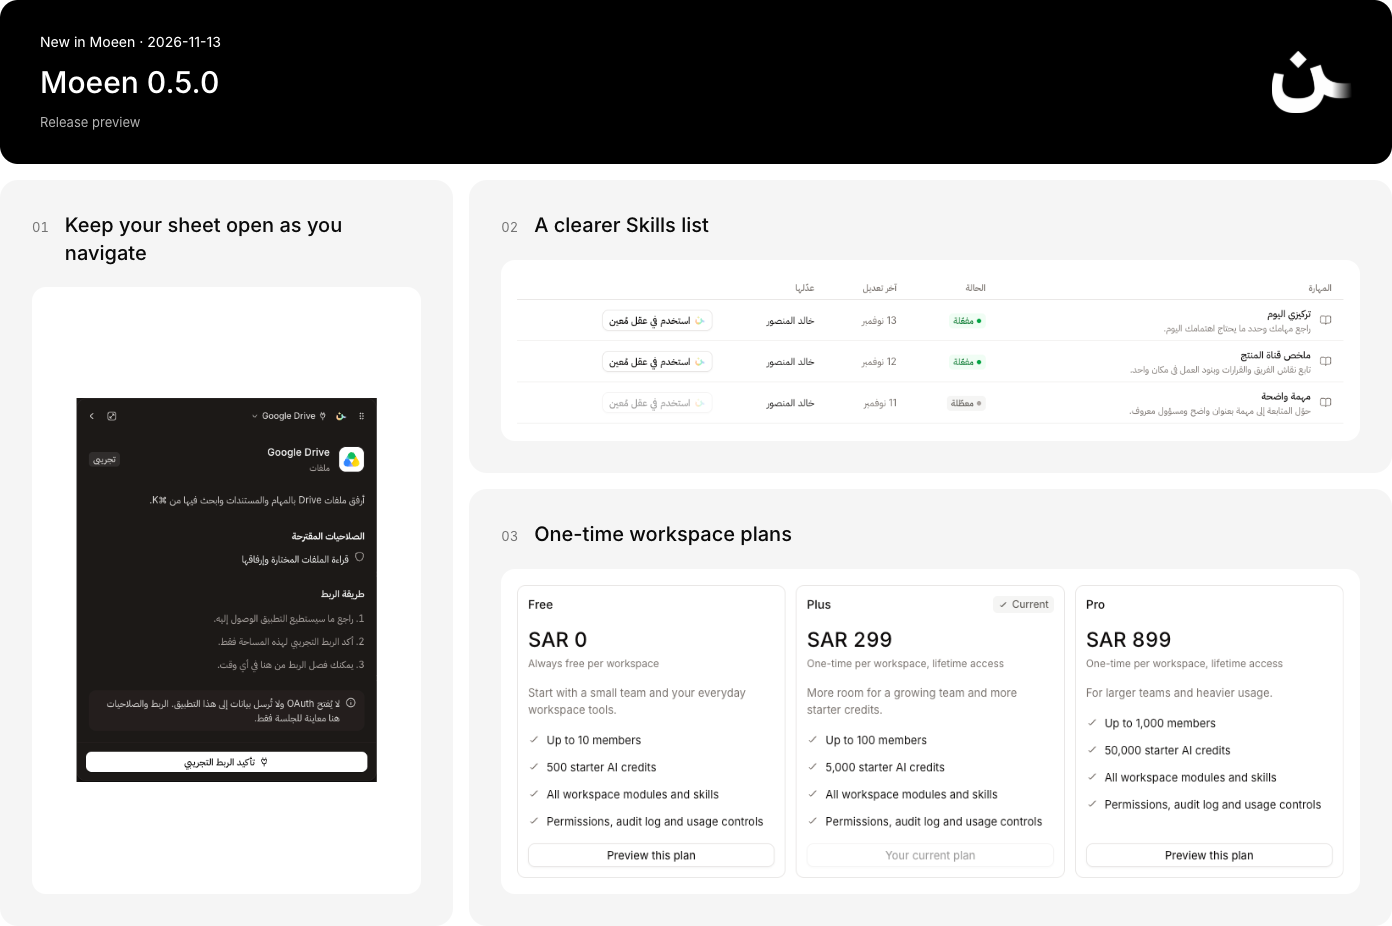 New in Moeen · 2026-11-13
Moeen 0.5.0
Release preview
ن
01 Keep your sheet open as you
navigate
Google Drive
Google Drive
تجريبي
ملفات
أرفق ملفات Drive بالمهام والمستندات وابحث فيها من ⌘K.
الصلاحيات المقترحة
قراءة الملفات المختارة وإرفاقها
طريقة الربط
1. راجع ما سيستطيع التطبيق الوصول إليه.
2. أكد الربط التجريبي لهذه المساحة فقط.
3. يمكنك فصل الربط من هنا في أي وقت.
لا يُفتح OAuth ولا تُرسل بيانات إلى هذا التطبيق. الربط والصلاحيات
هنا معاينة للجلسة فقط.
تأكيد الربط التجريبي
02 A clearer Skills list
المهارة الحالة آخر تعديل عدّلها
تركيزي اليوم مفعّلة 13 نوفمبر خالد المنصور استخدم في عقل مُعين
راجع مهامك وحدد ما يحتاج اهتمامك اليوم.
ملخص قناة المنتج مفعّلة 12 نوفمبر خالد المنصور استخدم في عقل مُعين
تابع نقاش الفريق والقرارات وبنود العمل في مكان واحد.
مهمة واضحة معطّلة 11 نوفمبر خالد المنصور استخدم في عقل مُعين
حوّل المتابعة إلى مهمة بعنوان واضح ومسؤول معروف.
03 One-time workspace plans
Free
SAR 0
Always free per workspace
Start with a small team and your everyday
workspace tools.
Up to 10 members
500 starter AI credits
All workspace modules and skills
Permissions, audit log and usage controls
Preview this plan
Plus
Current
SAR 299
One-time per workspace, lifetime access
More room for a growing team and more
starter credits.
Up to 100 members
5,000 starter AI credits
All workspace modules and skills
Permissions, audit log and usage controls
Your current plan
Pro
SAR 899
One-time per workspace, lifetime access
For larger teams and heavier usage.
Up to 1,000 members
50,000 starter AI credits
All workspace modules and skills
Permissions, audit log and usage controls
Preview this plan